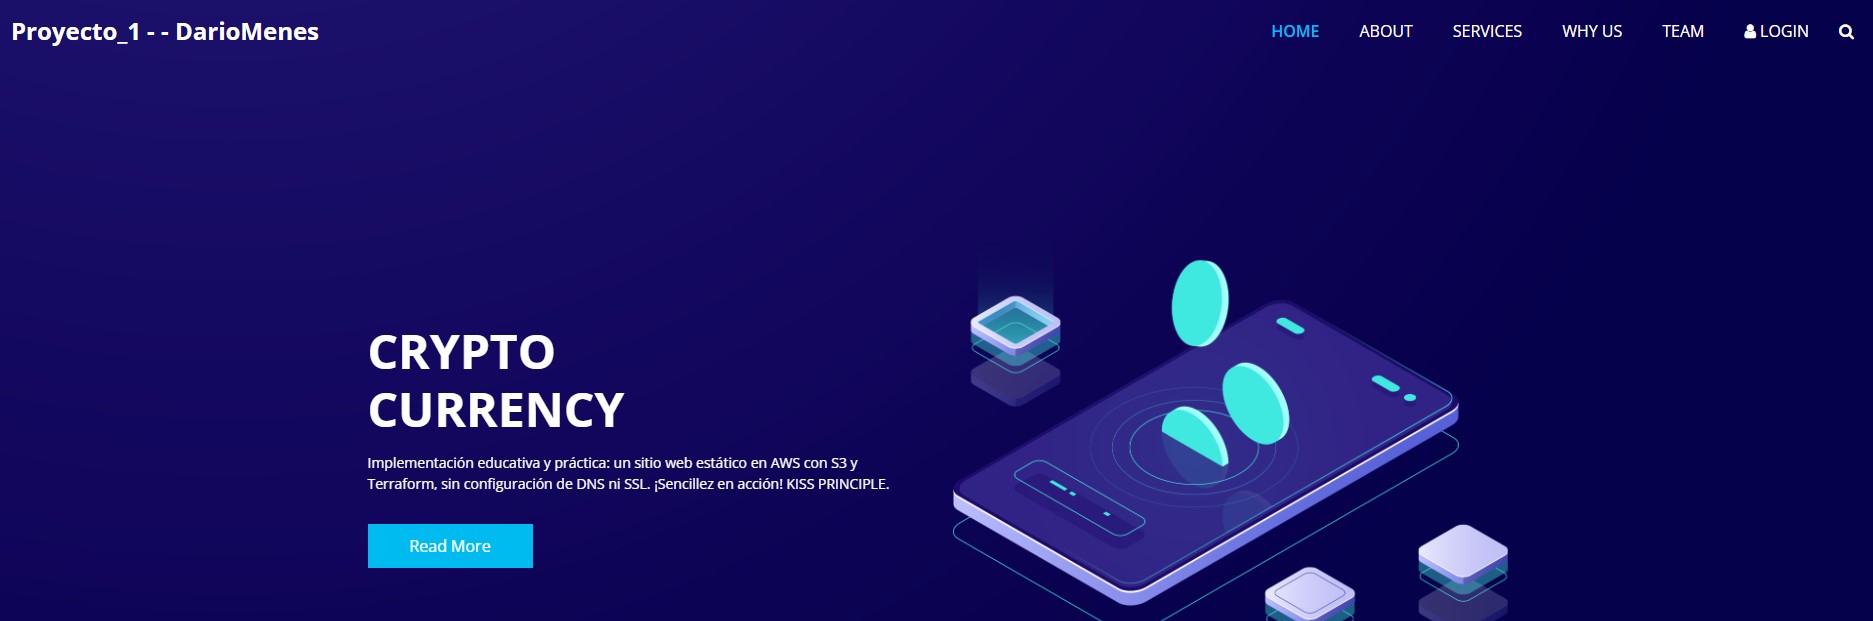 Proyecto_1 - - DarioMenes
HOME ABOUT SERVICES WHY US TEAM LOGIN
CRYPTO
CURRENCY
Implementación educativa y práctica: un sitio web estático en AWS con S3 y
Terraform, sin configuración de DNS ni SSL. ¡Sencillez en acción! KISS PRINCIPLE.
Read More